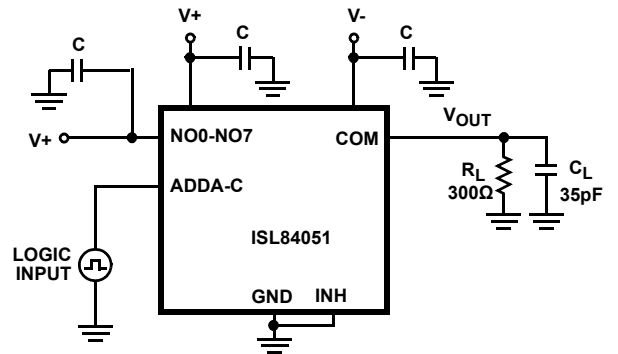 V+
V-
C
C
C
V+
NO0-NO7
COM
VOUT
ADDA-C
RL
300Ω
CL
35pF
ISL84051
LOGIC
INPUT
GND
INH